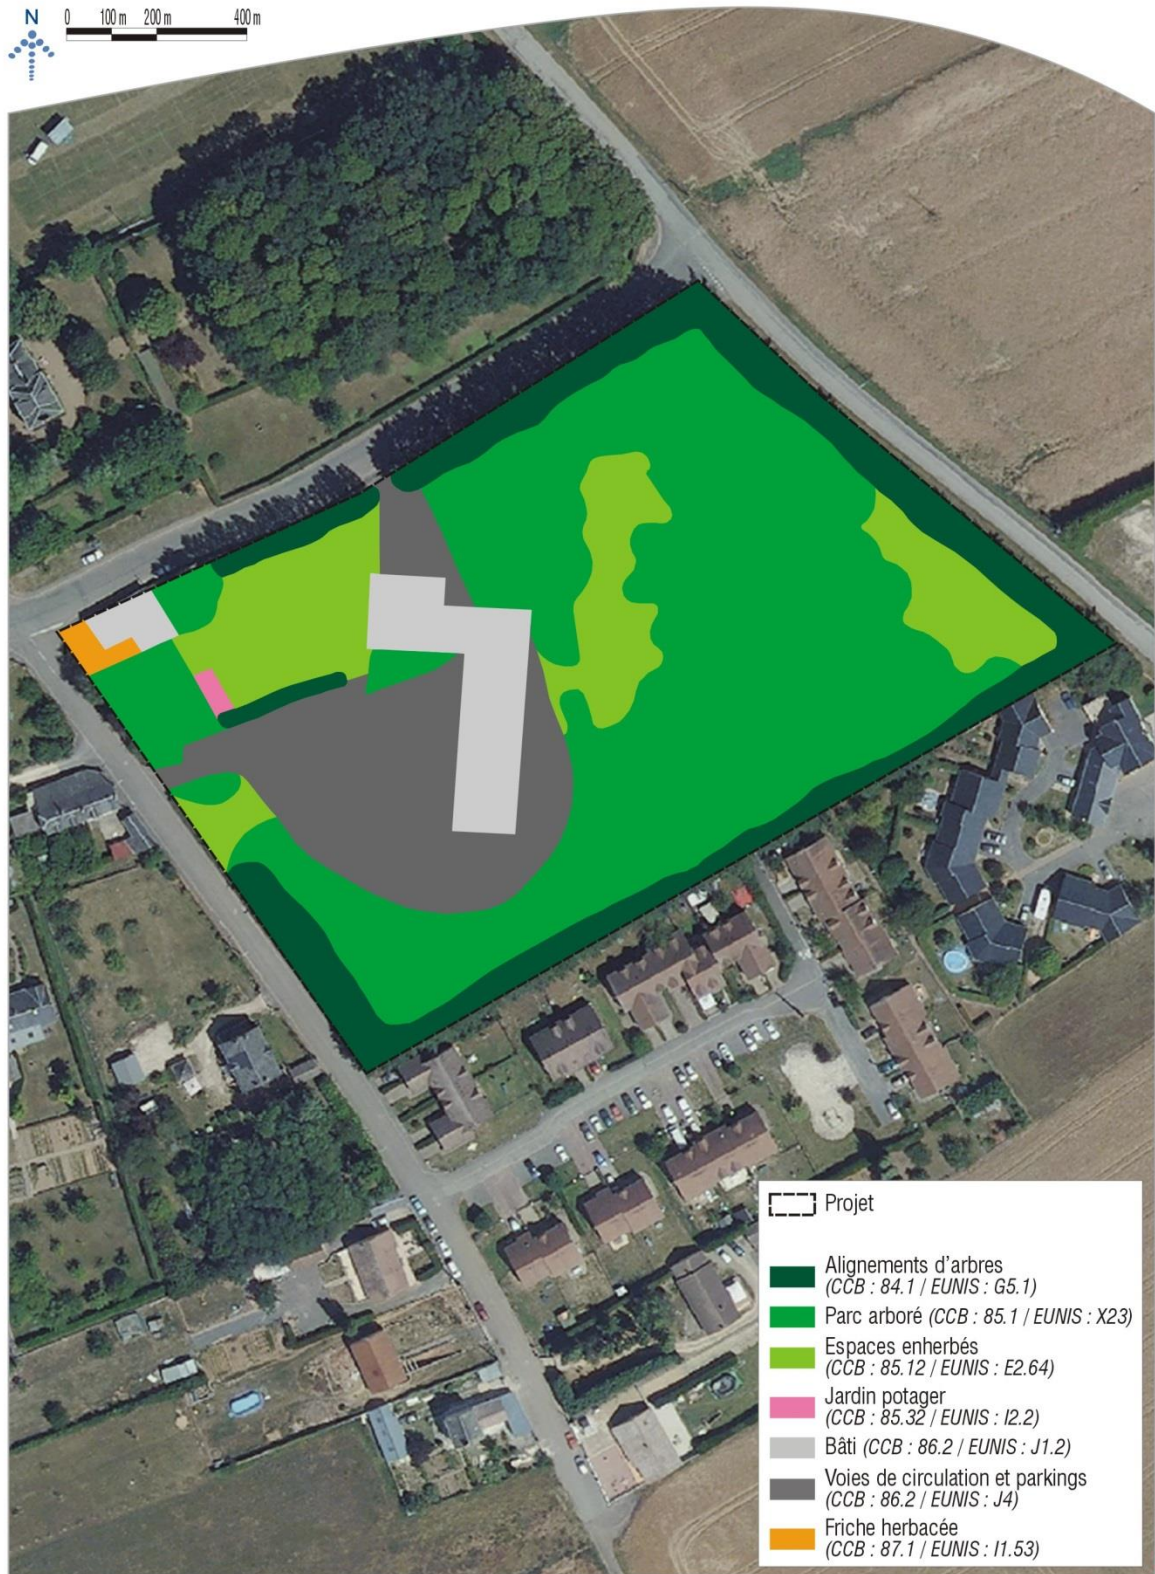 N
0 100 m 200 m 400 m
Projet
Alignements d'arbres
(CCB : 84.1 / EUNIS : G5.1)
Parc arboré (CCB : 85.1 / EUNIS : X23)
Espaces enherbés
(CCB : 85.12 / EUNIS : E2.64)
Jardin potager
(CCB : 85.32 / EUNIS : I2.2)
Bâti (CCB : 86.2 / EUNIS : J1.2)
Voies de circulation et parkings
(CCB : 86.2 / EUNIS : J4)
Friche herbacée
(CCB : 87.1 / EUNIS : I1.53)